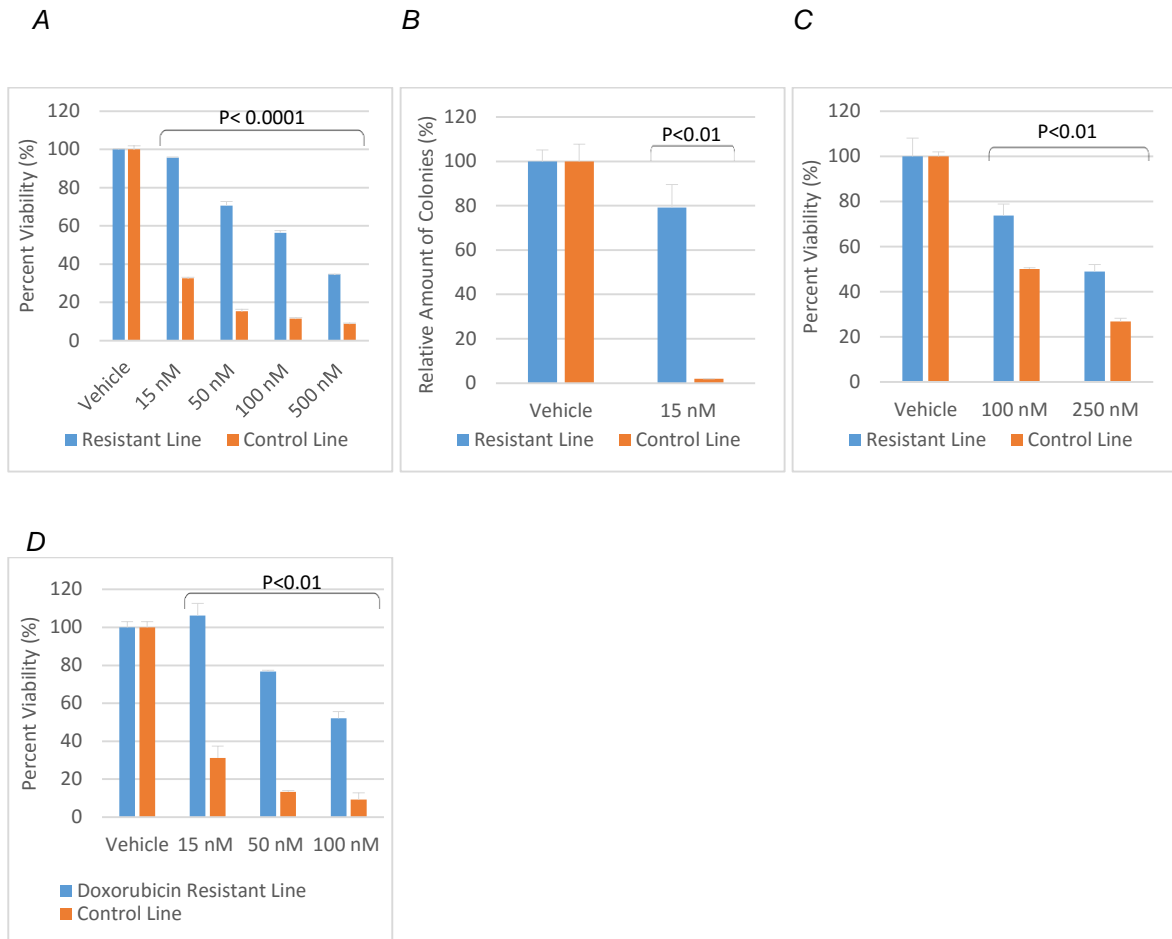 A
B
C
P< 0.0001
120
100
80
60
40
20
0
Percent Viability (%)
Vehicle
15 nM
50 nM
100 nM
500 nM
Resistant Line
Control Line
P<0.01
120
100
80
60
40
20
0
Relative Amount of Colonies (%)
Vehicle
15 nM
Resistant Line
Control Line
P<0.01
120
100
80
60
40
20
0
Percent Viability (%)
Vehicle
100 nM
250 nM
Resistant Line
Control Line
D
P<0.01
120
100
80
60
40
20
0
Percent Viability (%)
Vehicle
15 nM
50 nM
100 nM
Doxorubicin Resistant Line
Control Line